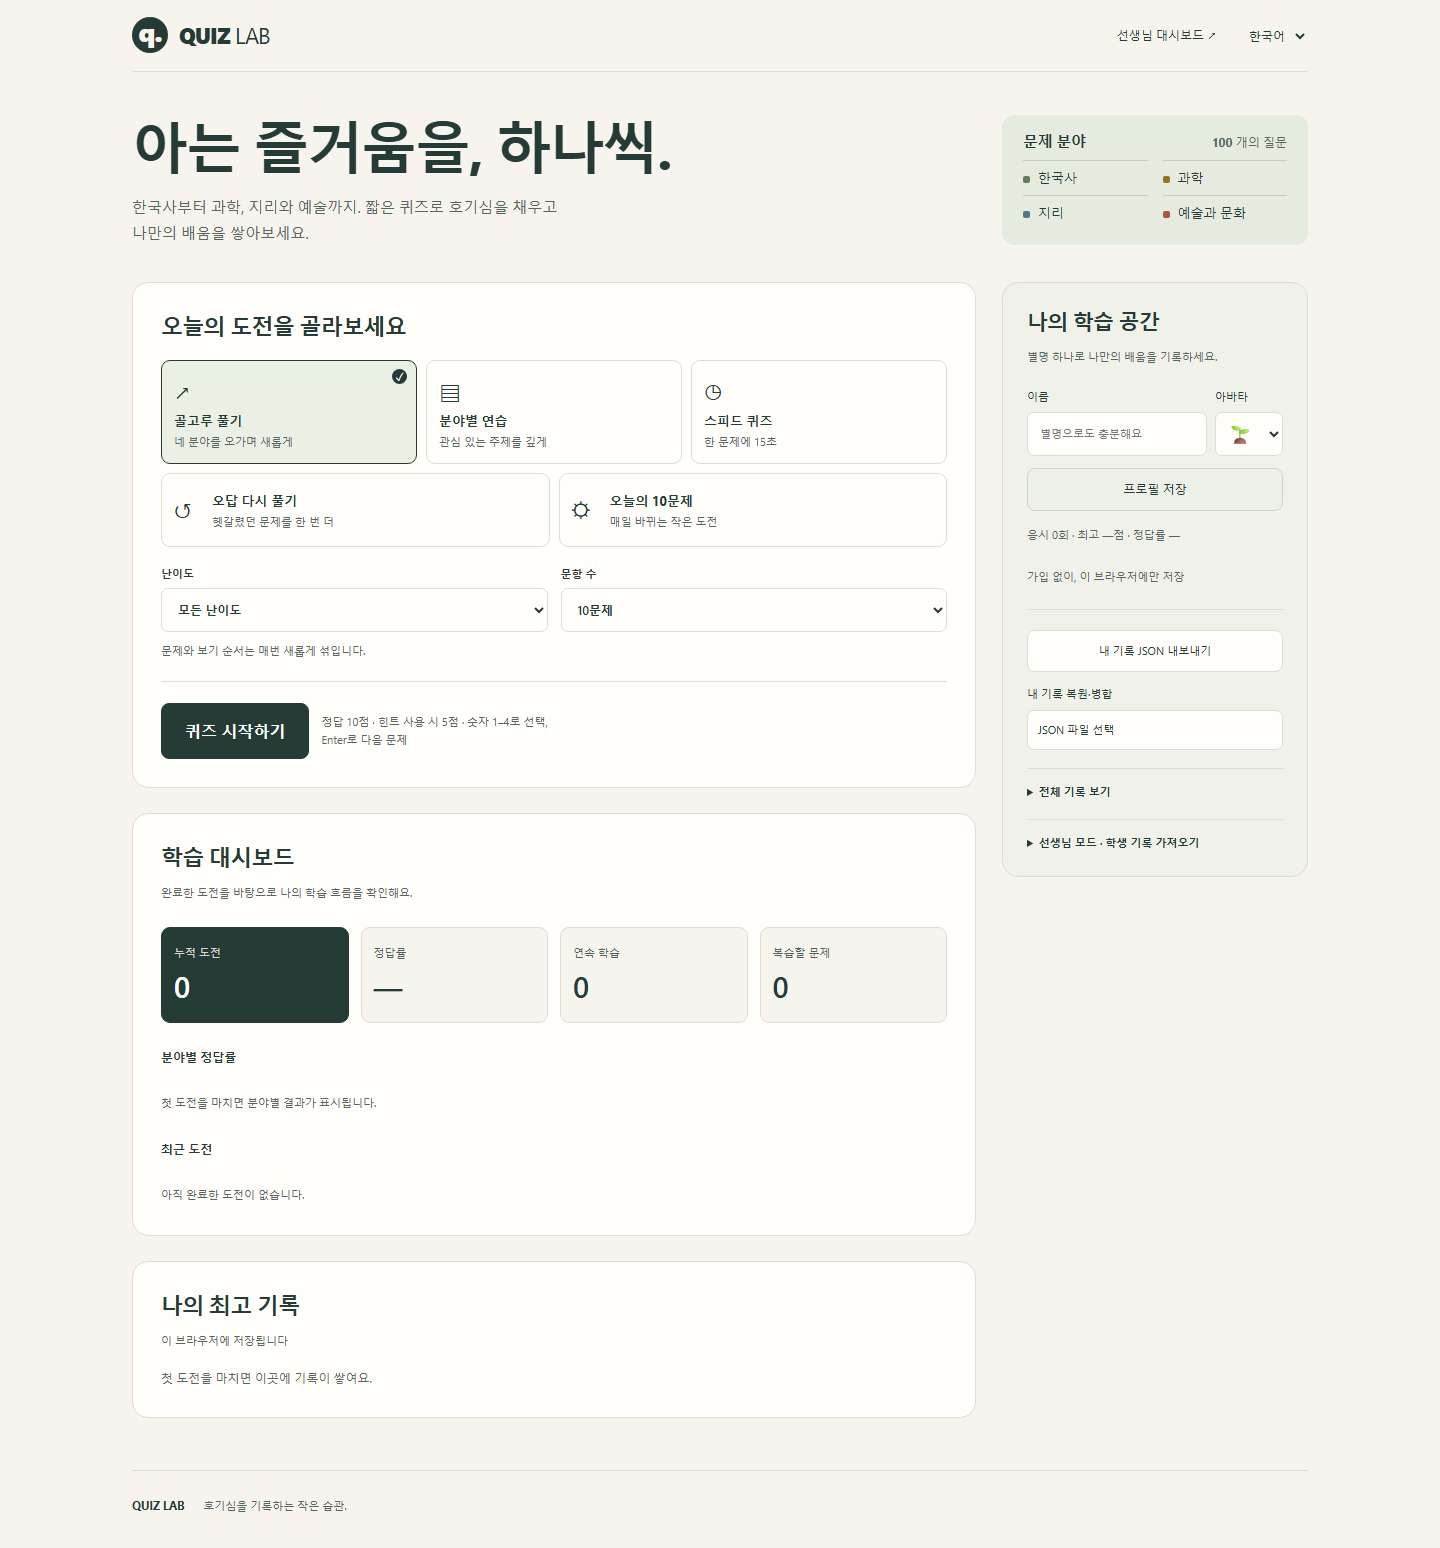 q. QUIZ LAB
선생님 대시보드 ↗
한국어
아는 즐거움을, 하나씩.
한국사부터 과학, 지리와 예술까지. 짧은 퀴즈로 호기심을 채우고
나만의 배움을 쌓아보세요.
문제 분야
100 개의 질문
한국사
과학
지리
예술과 문화
오늘의 도전을 골라보세요
골고루 풀기
네 분야를 오가며 새롭게
분야별 연습
관심 있는 주제를 깊게
스피드 퀴즈
한 문제에 15초
오답 다시 풀기
헷갈렸던 문제를 한 번 더
오늘의 10문제
매일 바뀌는 작은 도전
난이도
모든 난이도
문항 수
10문제
문제와 보기 순서는 매번 새롭게 섞입니다.
퀴즈 시작하기
정답 10점 · 힌트 사용 시 5점 · 숫자 1–4로 선택,
Enter로 다음 문제
나의 학습 공간
별명 하나로 나만의 배움을 기록하세요.
이름
아바타
별명으로도 충분해요
프로필 저장
응시 0회 · 최고 —점 · 정답률 —
가입 없이, 이 브라우저에만 저장
내 기록 JSON 내보내기
내 기록 복원·병합
JSON 파일 선택
전체 기록 보기
선생님 모드 · 학생 기록 가져오기
학습 대시보드
완료한 도전을 바탕으로 나의 학습 흐름을 확인해요.
누적 도전
0
정답률
—
연속 학습
0
복습할 문제
0
분야별 정답률
첫 도전을 마치면 분야별 결과가 표시됩니다.
최근 도전
아직 완료한 도전이 없습니다.
나의 최고 기록
이 브라우저에 저장됩니다
첫 도전을 마치면 이곳에 기록이 쌓여요.
QUIZ LAB
호기심을 기록하는 작은 습관.